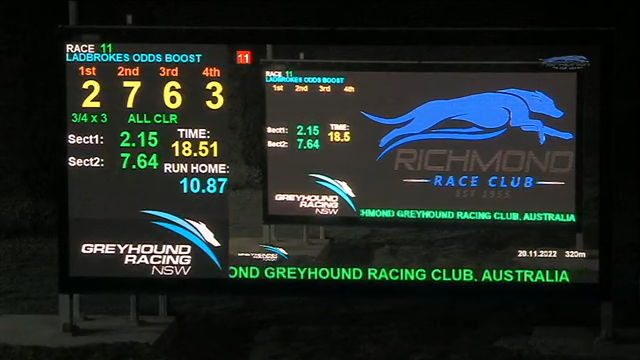 RACE 11
LADBROKES ODDS BOOST
1st 2nd 3rd 4th
2 7 6 3
3/4 x 3 ALL CLR
Sect1: 2.15 TIME:
Sect2: 7.64 18.51
RUN HOME:
10.87
GREYHOUND
RACING
NSW
11
RACE 11
LADBROKES ODDS BOOST
1st 2nd 3rd 4th
Sect1: 2.15 TIME:
Sect2: 7.64 18.5
GREYHOUND
RACING
NSW
RICHMOND
RACE CLUB
EST 1955
CHMOND GREYHOUND RACING CLUB, AUSTRALIA
20.11.2022 320m
OND GREYHOUND RACING CLUB, AUSTRALIA
RICHMOND